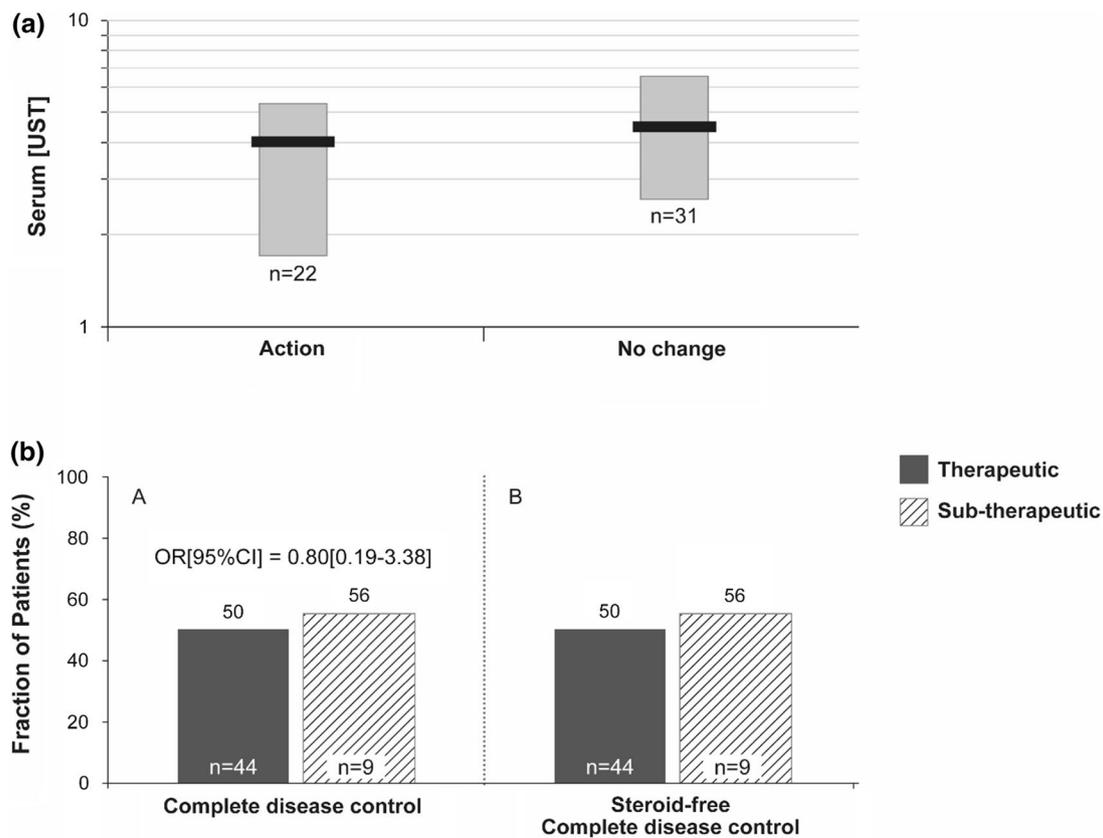 (a)
10
Serum [UST]
1
n=22
n=31
Action
No change
(b)
Fraction of Patients (%)
100
80
60
40
20
0
A
OR[95%CI] = 0.80[0.19-3.38]
50
56
n=44
n=9
Complete disease control
B
50
56
n=44
n=9
Steroid-free
Complete disease control
Therapeutic
Sub-therapeutic